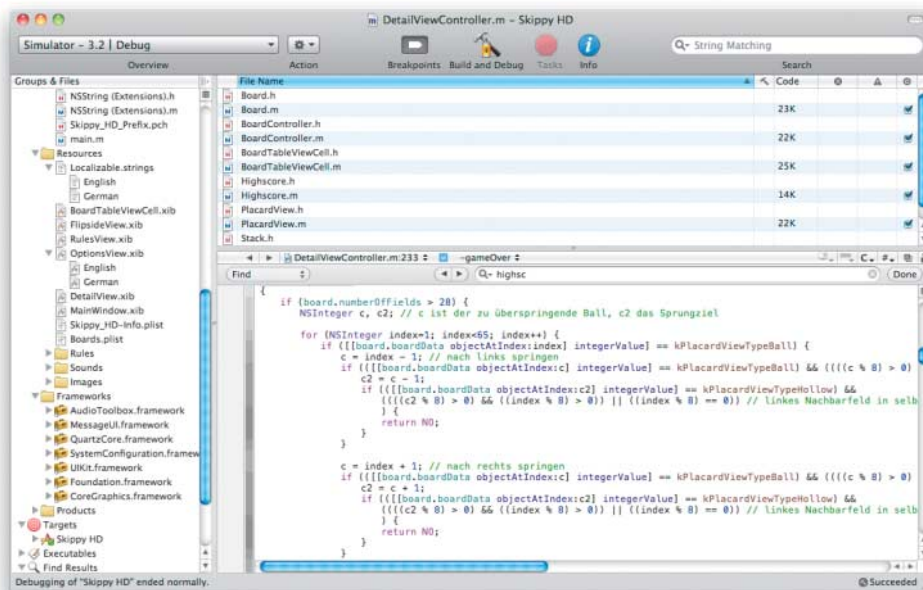 DetailViewController.m – Skippy HD
Simulator – 3.2 | Debug
Overview
Action
Breakpoints
Build and Debug
Tasks
Info
String Matching
Search
Groups & Files
NSString (Extensions).h
NSString (Extensions).m
Skippy_HD_Prefix.pch
main.m
Resources
Localizable.strings
English
German
BoardTableViewCell.xib
FlipsideView.xib
RulesView.xib
OptionsView.xib
English
German
DetailView.xib
MainWindow.xib
Skippy_HD-Info.plist
Boards.plist
Rules
Sounds
Images
Frameworks
AudioToolbox.framework
MessageUI.framework
QuartzCore.framework
SystemConfiguration.framew
UIKit.framework
Foundation.framework
CoreGraphics.framework
Products
Targets
Skippy HD
Executables
Find Results
File Name Code
Board.h
Board.m 23K
BoardController.h
BoardController.m 22K
BoardTableViewCell.h
BoardTableViewCell.m 25K
Highscore.h
Highscore.m 14K
PlacardView.h
PlacardView.m 22K
Stack.h
DetailViewController.m:233 -gameOver C #
Find highsc Done
{
if (board.numberOfFields > 28) {
NSInteger c, c2; // c ist der zu überspringende Ball, c2 das Sprungziel
for (NSInteger index=1; index<65; index++) {
if ([[board.boardData objectAtIndex:index] integerValue] == kPlacardViewTypeBall) {
c = index - 1; // nach links springen
if (([[board.boardData objectAtIndex:c] integerValue] == kPlacardViewTypeBall) && ((((c % 8) > 0)
c2 = c - 1;
if (([[board.boardData objectAtIndex:c2] integerValue] == kPlacardViewTypeHollow) &&
((((c2 % 8) > 0) && ((index % 8) > 0)) || ((index % 8) == 0)) // linkes Nachbarfeld in selb
) {
return NO;
}
}
c = index + 1; // nach rechts springen
if (([[board.boardData objectAtIndex:c] integerValue] == kPlacardViewTypeBall) && ((((c % 8) > 0)
c2 = c + 1;
if (([[board.boardData objectAtIndex:c2] integerValue] == kPlacardViewTypeHollow) &&
((((c2 % 8) > 0) && ((index % 8) > 0)) || ((index % 8) == 0)) // linkes Nachbarfeld in selb
) {
return NO;
}
}
Debugging of "Skippy HD" ended normally.
Succeeded